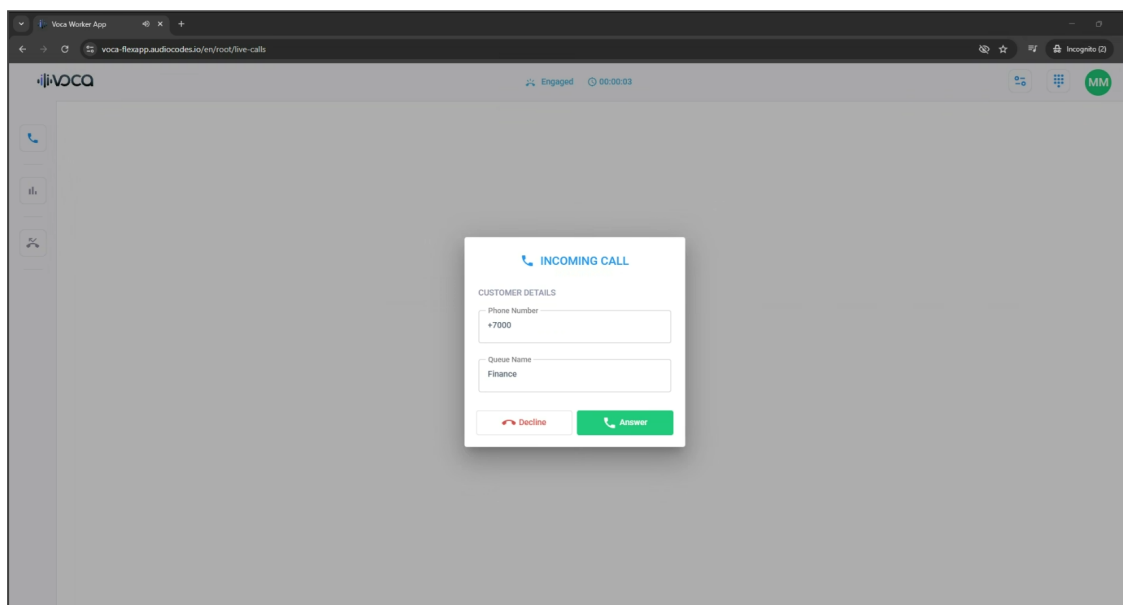 Voca Worker App
voca-flexapp.audiocodes.io/en/root/live-calls
Incognito (2)
VOCA
Engaged
00:00:03
MM
INCOMING CALL
CUSTOMER DETAILS
Phone Number
+7000
Queue Name
Finance
Decline
Answer